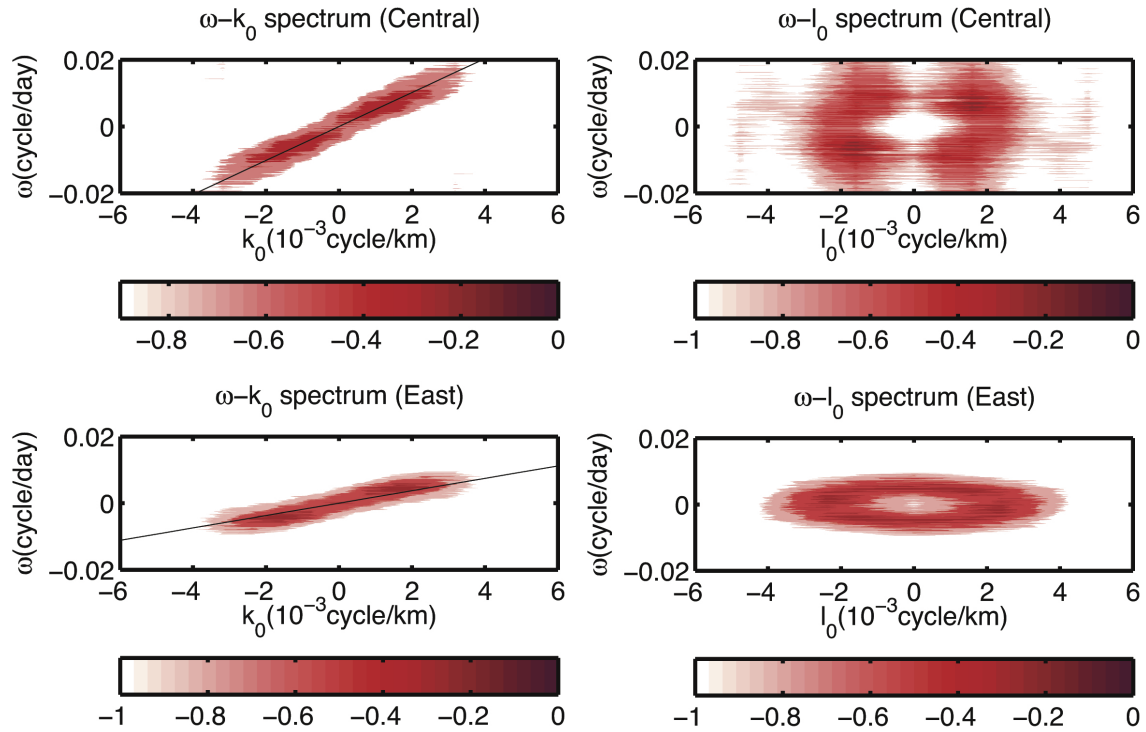 ω−k0 spectrum (Central)
ω(cycle/day)
0.02
0
−0.02
−6 −4 −2 0 2 4 6
k0(10−3cycle/km)
−0.8 −0.6 −0.4 −0.2 0
ω−l0 spectrum (Central)
ω(cycle/day)
0.02
0
−0.02
−6 −4 −2 0 2 4 6
l0(10−3cycle/km)
−1 −0.8 −0.6 −0.4 −0.2 0
ω−k0 spectrum (East)
ω(cycle/day)
0.02
0
−0.02
−6 −4 −2 0 2 4 6
k0(10−3cycle/km)
−1 −0.8 −0.6 −0.4 −0.2 0
ω−l0 spectrum (East)
ω(cycle/day)
0.02
0
−0.02
−6 −4 −2 0 2 4 6
l0(10−3cycle/km)
−1 −0.8 −0.6 −0.4 −0.2 0